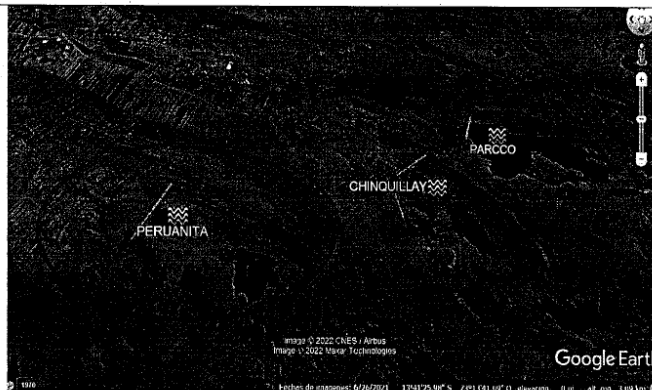 PARCCO
CHINQUILLAY
PERUANITA
Image © 2022 CNES / Airbus
Image © 2022 Maxar Technologies
Google Earth
1970
Fechas de imágenes: 6/26/2021